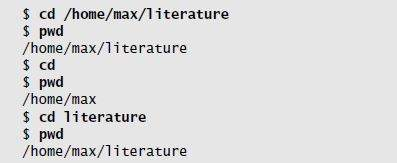 $ cd /home/max/literature
$ pwd
/home/max/literature
$ cd
$ pwd
/home/max
$ cd literature
$ pwd
/home/max/literature